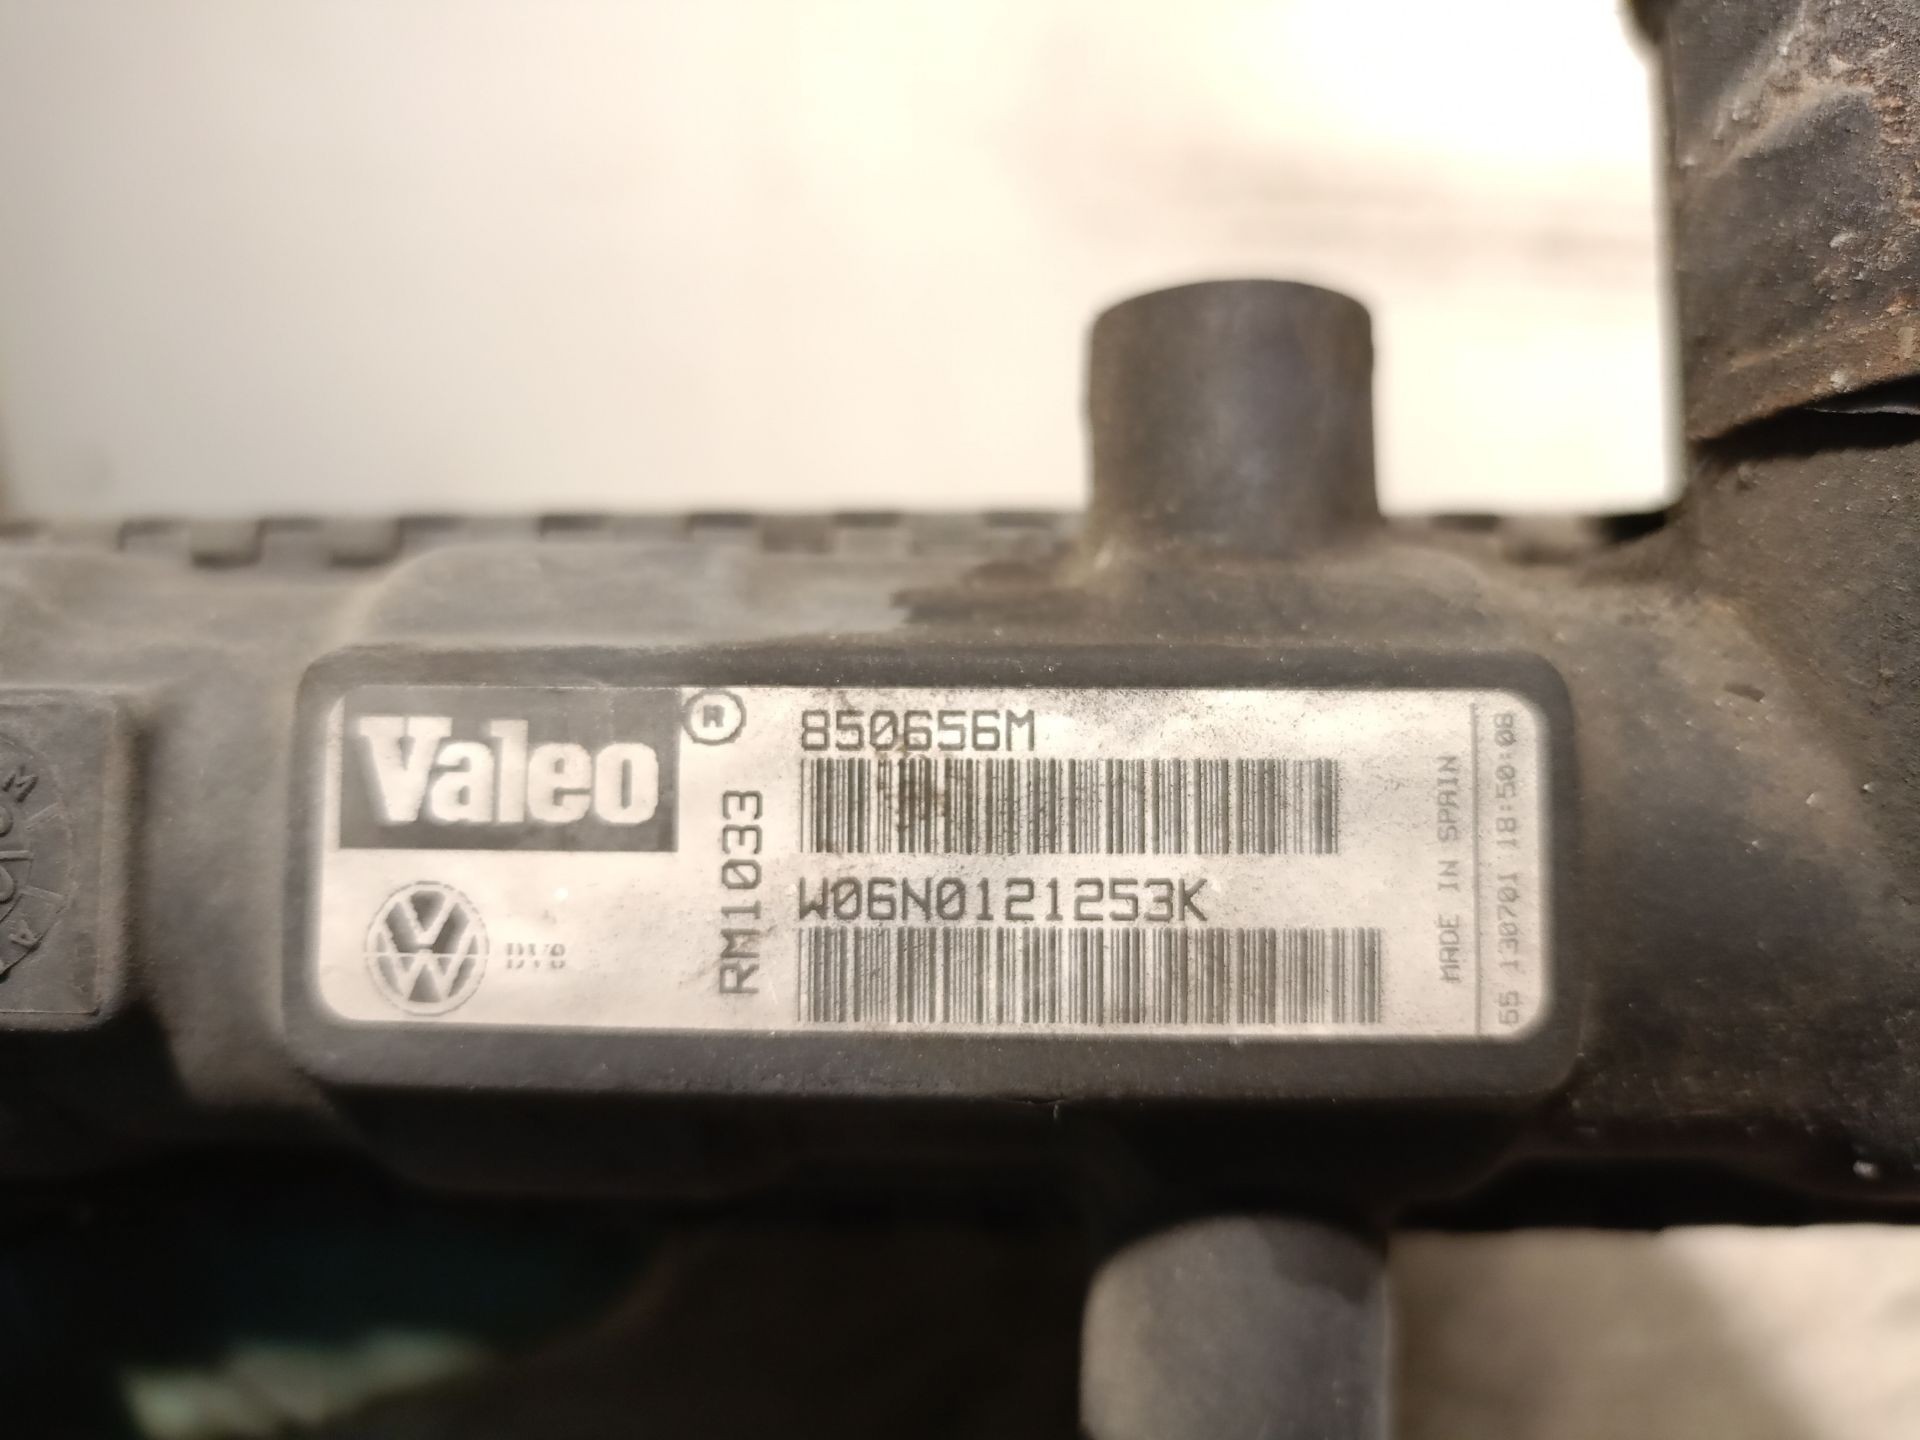 Valeo®
RM1033
850656M
W06N0121253K
MADE IN SPAIN
55 130701 18:50:08